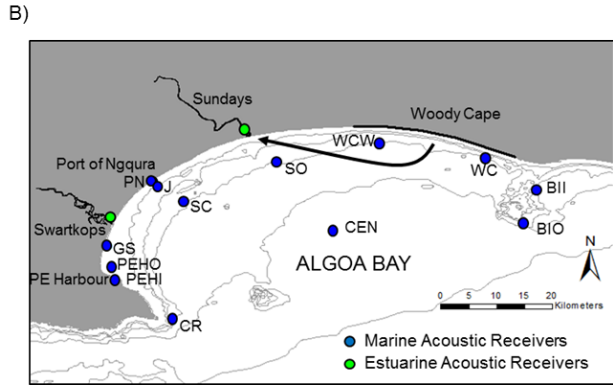 B)
Sundays
Woody Cape
WCW
Port of Ngqura
SO
WC
PN
J
BII
SC
Swartkops
CEN
BIO
GS
N
PEHO
ALGOA BAY
PE Harbour
PEHI
0 5 10 20
Kilometers
CR
Marine Acoustic Receivers
Estuarine Acoustic Receivers